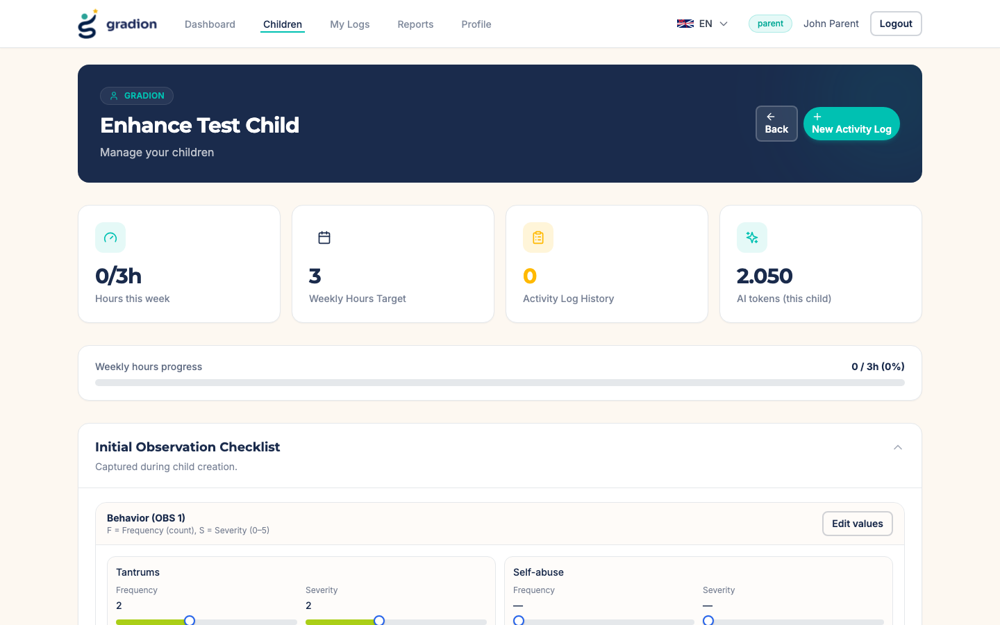 gradion
Dashboard
Children
My Logs
Reports
Profile
EN
parent
John Parent
Logout
GRADION
Enhance Test Child
Manage your children
Back
New Activity Log
0/3h
Hours this week
3
Weekly Hours Target
0
Activity Log History
2.050
AI tokens (this child)
Weekly hours progress
0 / 3h (0%)
Initial Observation Checklist
Captured during child creation.
Behavior (OBS 1)
F = Frequency (count), S = Severity (0–5)
Edit values
Tantrums
Frequency
2
Severity
2
Self-abuse
Frequency
—
Severity
—